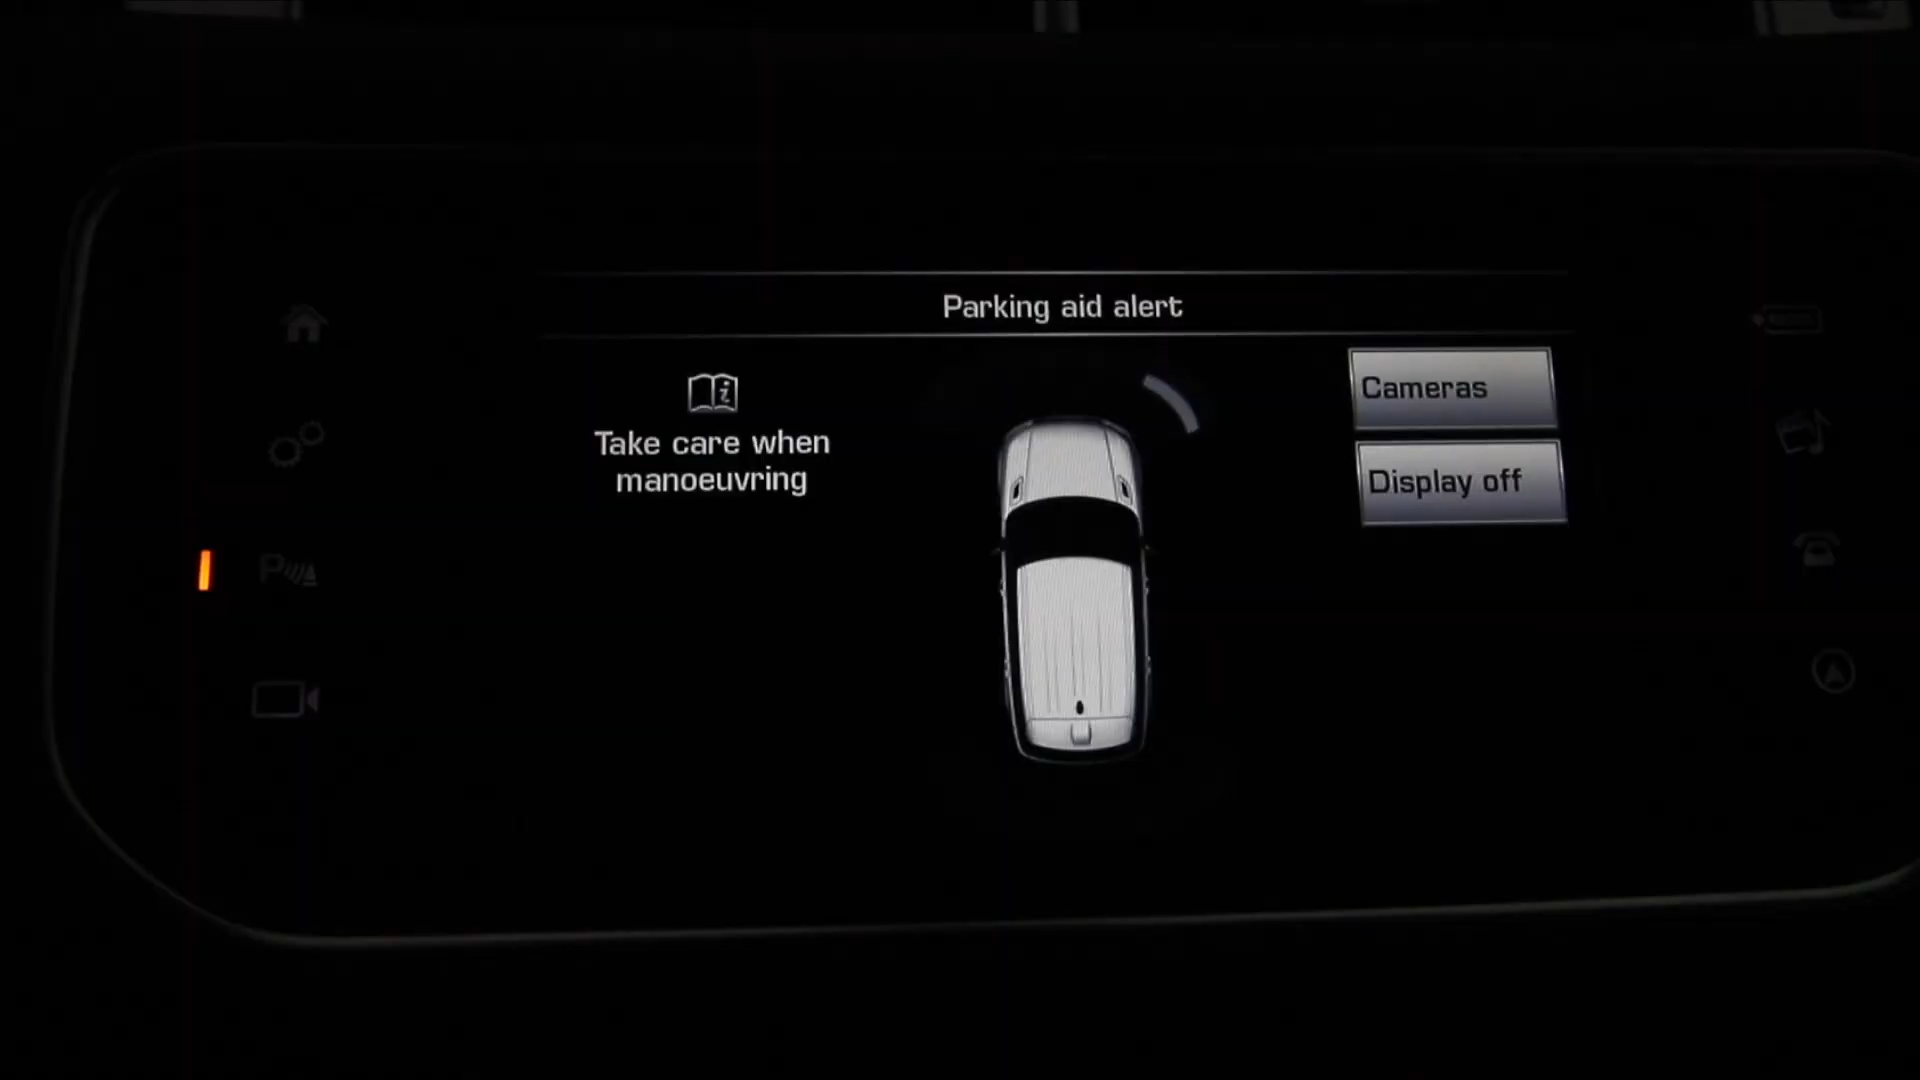 Parking aid alert
Take care when
manoeuvring
Cameras
Display off
P